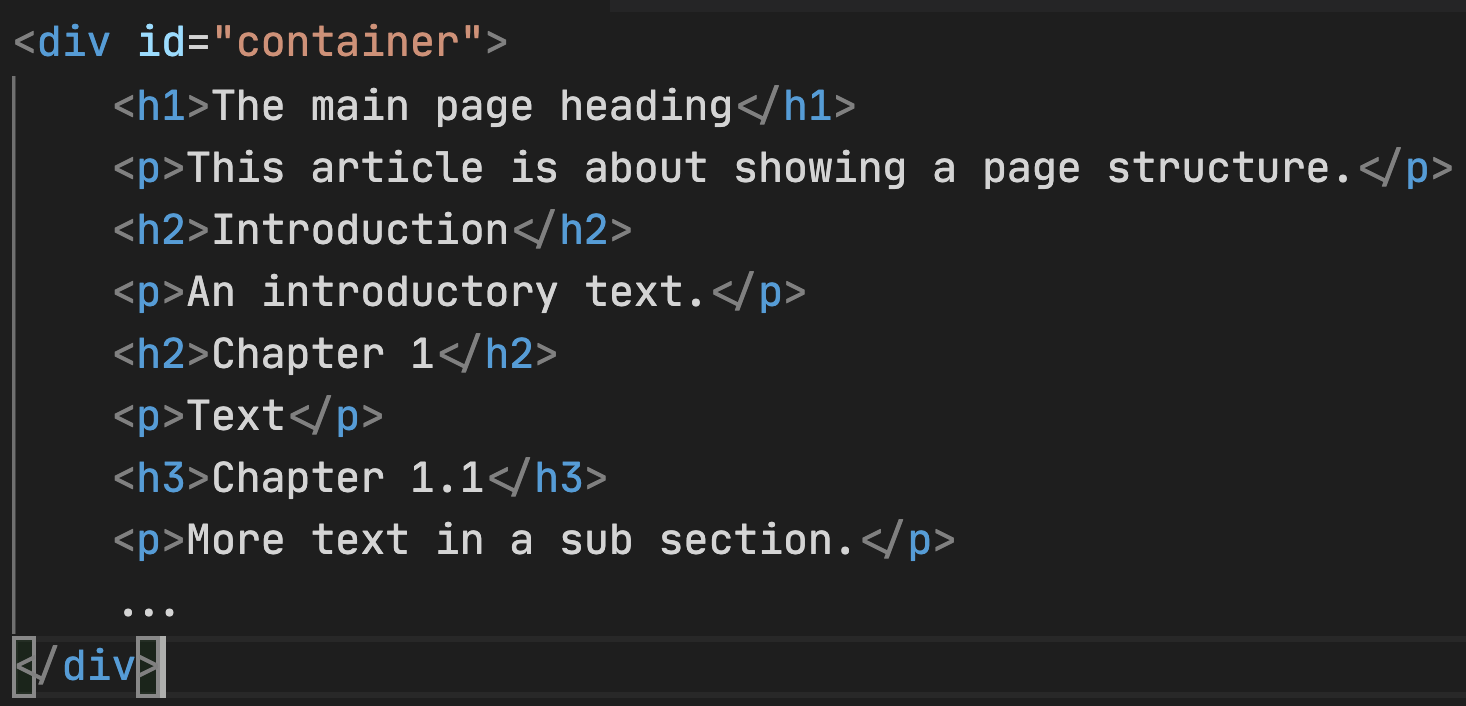 <div id="container">
<h1>The main page heading</h1>
<p>This article is about showing a page structure.</p>
<h2>Introduction</h2>
<p>An introductory text.</p>
<h2>Chapter 1</h2>
<p>Text</p>
<h3>Chapter 1.1</h3>
<p>More text in a sub section.</p>
...
</div>